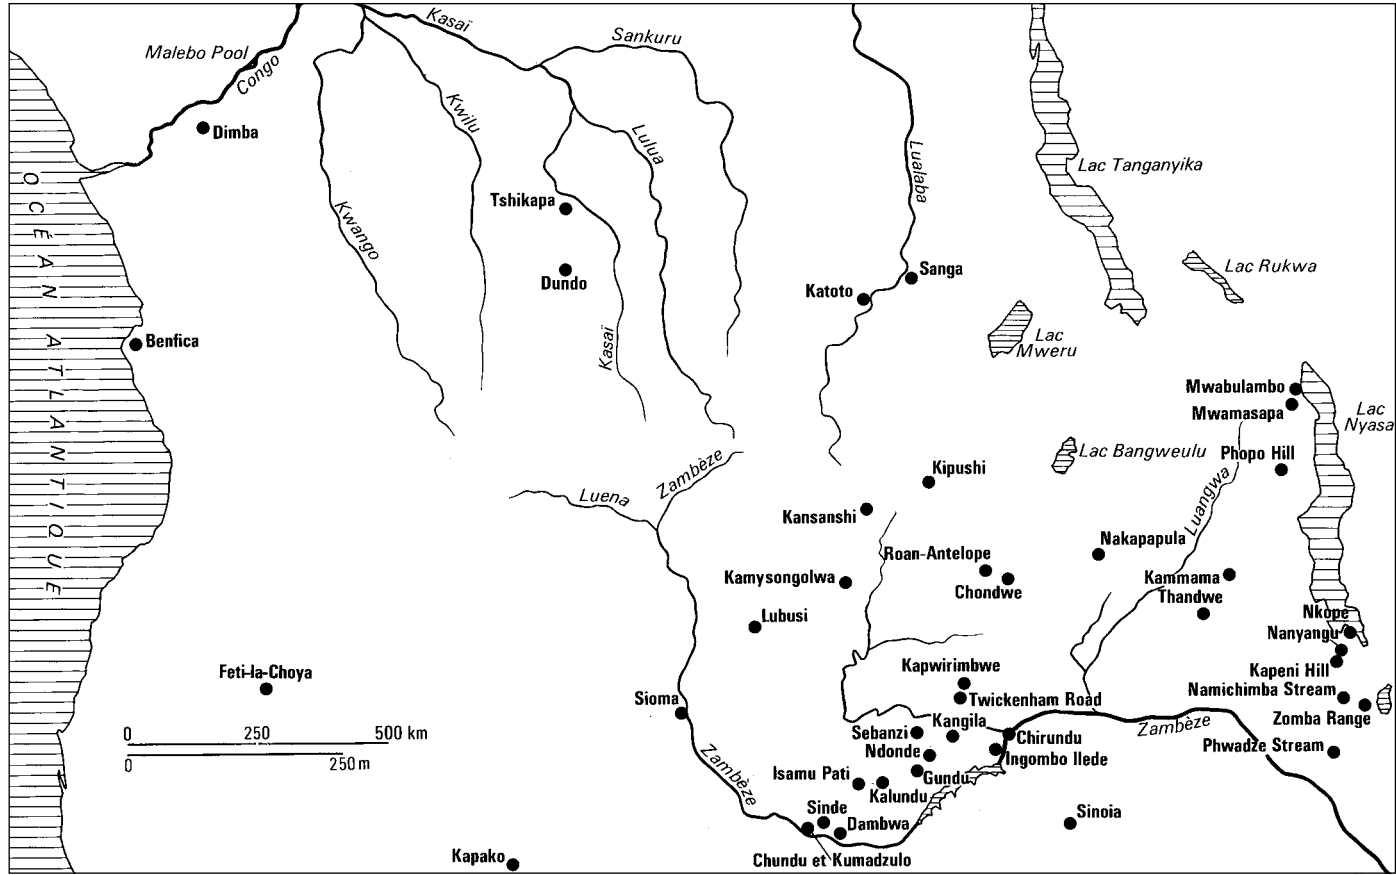 Kasaï
Sankuru
Malebo Pool
Congo
Kwilu
Dimba
Lulua
Lualaba
Lac Tanganyika
OCÉAN ATLANTIQUE
Tshikapa
Kwango
Dundo
Sanga
Katoto
Lac Rukwa
Benfica
Kasaï
Lac
Mweru
Mwabulambo
Mwamasapa
Lac
Nyasa
Phopo Hill
Lac Bangweulu
Zambèze
Luena
Kipushi
Luangwa
Kansanshi
Nakapapula
Roan-Antelope
Kamysongolwa
Chondwe
Kammama
Thandwe
Lubusi
Nkope
Nanyangu
Kapwirimbwe
Kapeni Hill
Feti-la-Choya
Namichimba Stream
Sioma
Twickenham Road
Zomba Range
Kangila
Zambèze
0 250 500 km
0 250 m
Sebanzi
Chirundu
Phwadze Stream
Ndonde
Ingombo Ilede
Isamu Pati
Gundu
Zambèze
Kalundu
Sinde
Sinoia
Dambwa
Kapako
Chundu et Kumadzulo